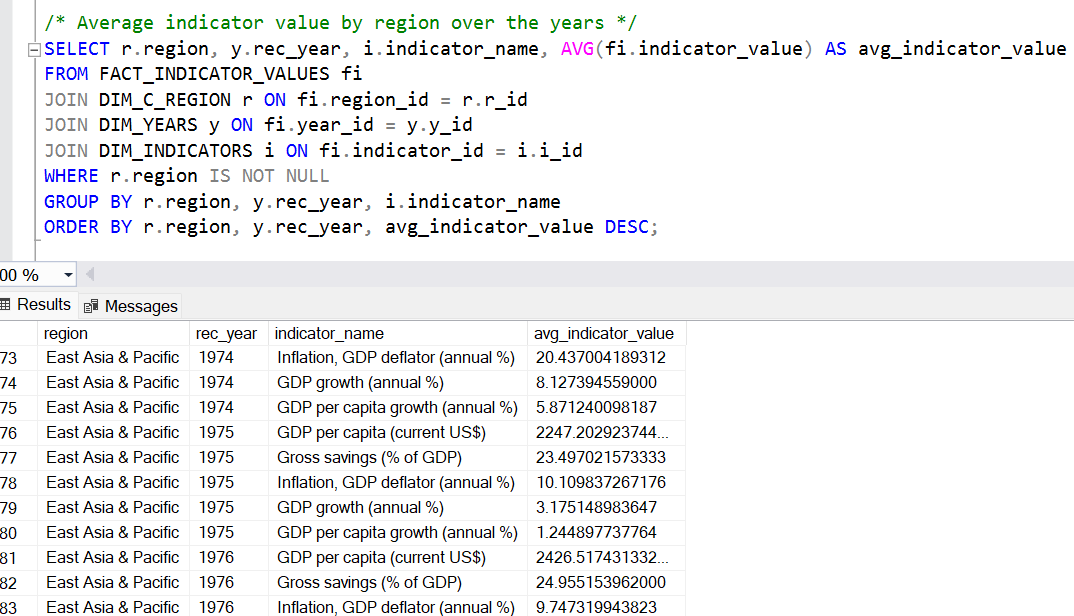 /* Average indicator value by region over the years */
SELECT r.region, y.rec_year, i.indicator_name, AVG(fi.indicator_value) AS avg_indicator_value
FROM FACT_INDICATOR_VALUES fi
JOIN DIM_C_REGION r ON fi.region_id = r.r_id
JOIN DIM_YEARS y ON fi.year_id = y.y_id
JOIN DIM_INDICATORS i ON fi.indicator_id = i.i_id
WHERE r.region IS NOT NULL
GROUP BY r.region, y.rec_year, i.indicator_name
ORDER BY r.region, y.rec_year, avg_indicator_value DESC;
00 %
Results Messages
region rec_year indicator_name avg_indicator_value
73 East Asia & Pacific 1974 Inflation, GDP deflator (annual %) 20.437004189312
74 East Asia & Pacific 1974 GDP growth (annual %) 8.127394559000
75 East Asia & Pacific 1974 GDP per capita growth (annual %) 5.871240098187
76 East Asia & Pacific 1975 GDP per capita (current US$) 2247.202923744...
77 East Asia & Pacific 1975 Gross savings (% of GDP) 23.497021573333
78 East Asia & Pacific 1975 Inflation, GDP deflator (annual %) 10.109837267176
79 East Asia & Pacific 1975 GDP growth (annual %) 3.175148983647
80 East Asia & Pacific 1975 GDP per capita growth (annual %) 1.244897737764
81 East Asia & Pacific 1976 GDP per capita (current US$) 2426.517431332...
82 East Asia & Pacific 1976 Gross savings (% of GDP) 24.955153962000
83 East Asia & Pacific 1976 Inflation, GDP deflator (annual %) 9.747319943823